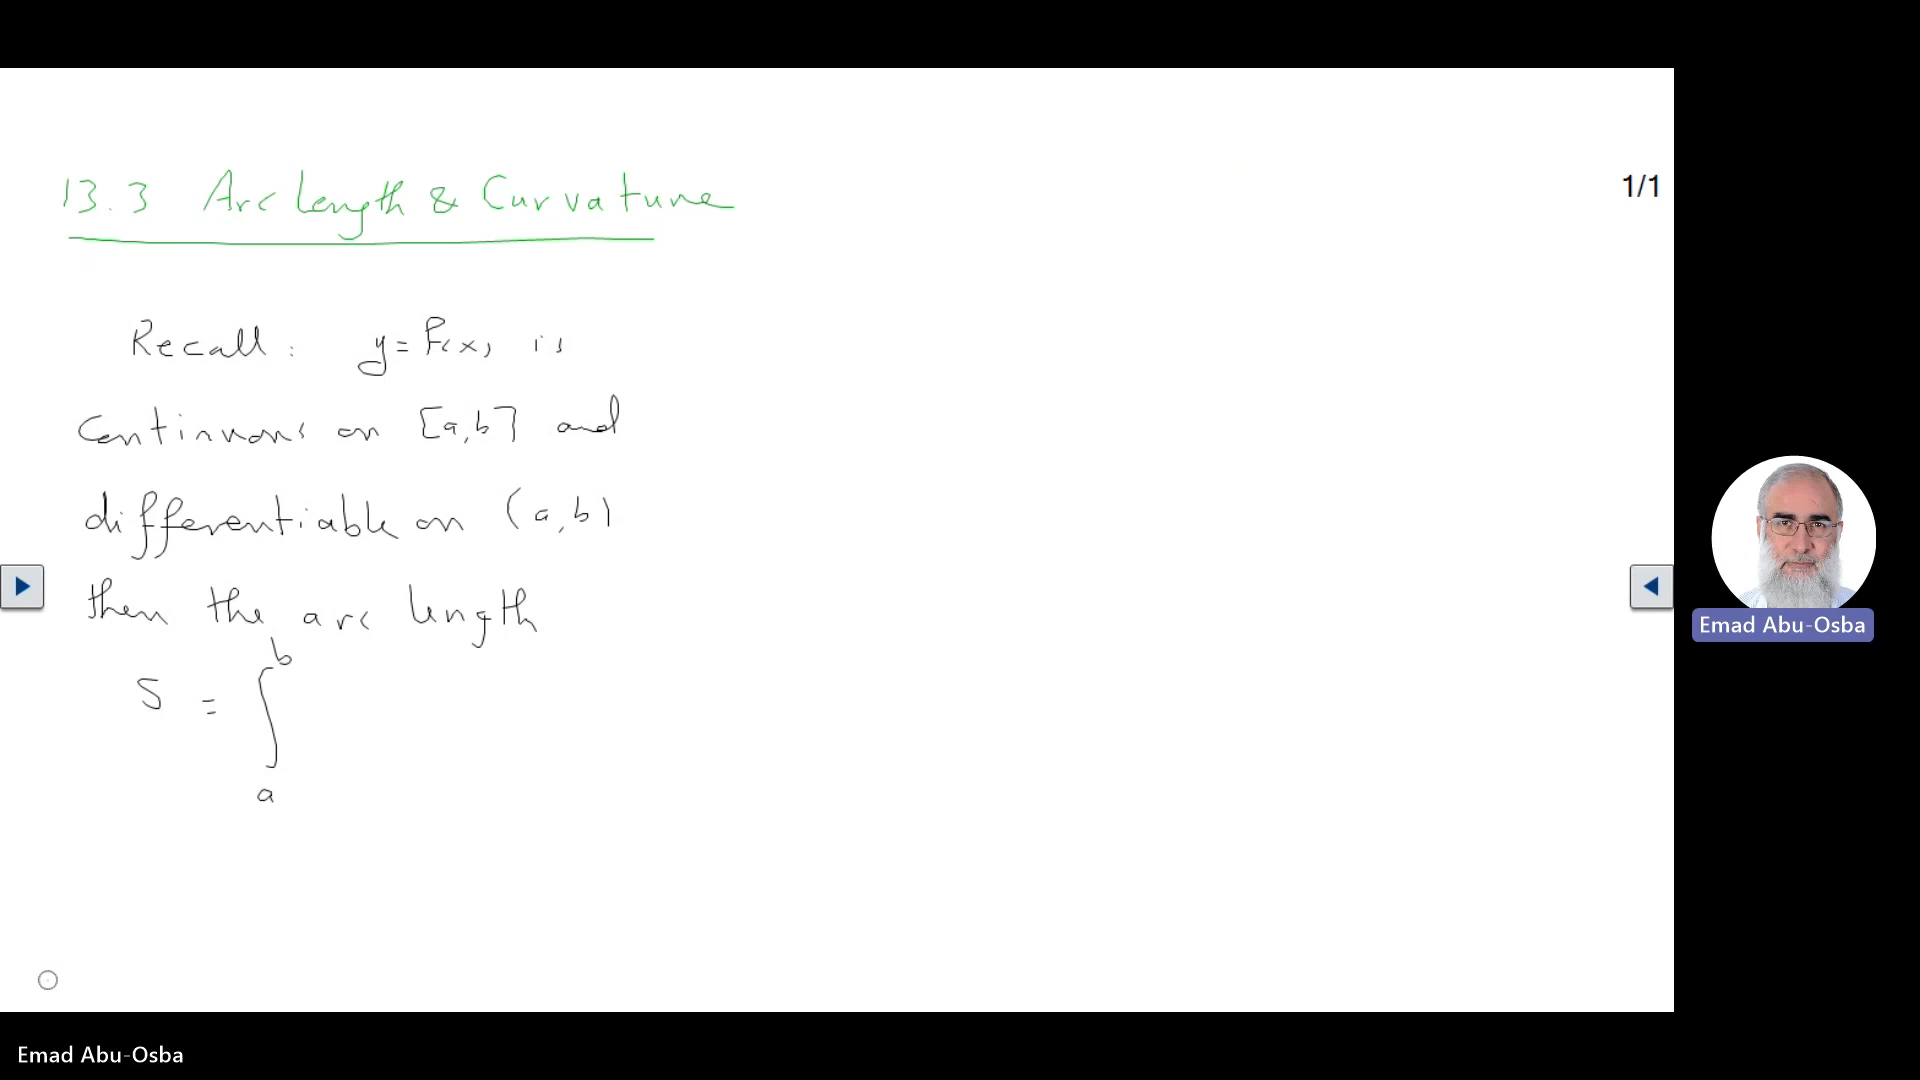 13.3 Arc Length & Curvature
1/1
Recall: y = f(x) is
continuous on [a,b] and
differentiable on (a,b)
then the arc length
S = ∫
b
a
Emad Abu-Osba
Emad Abu-Osba